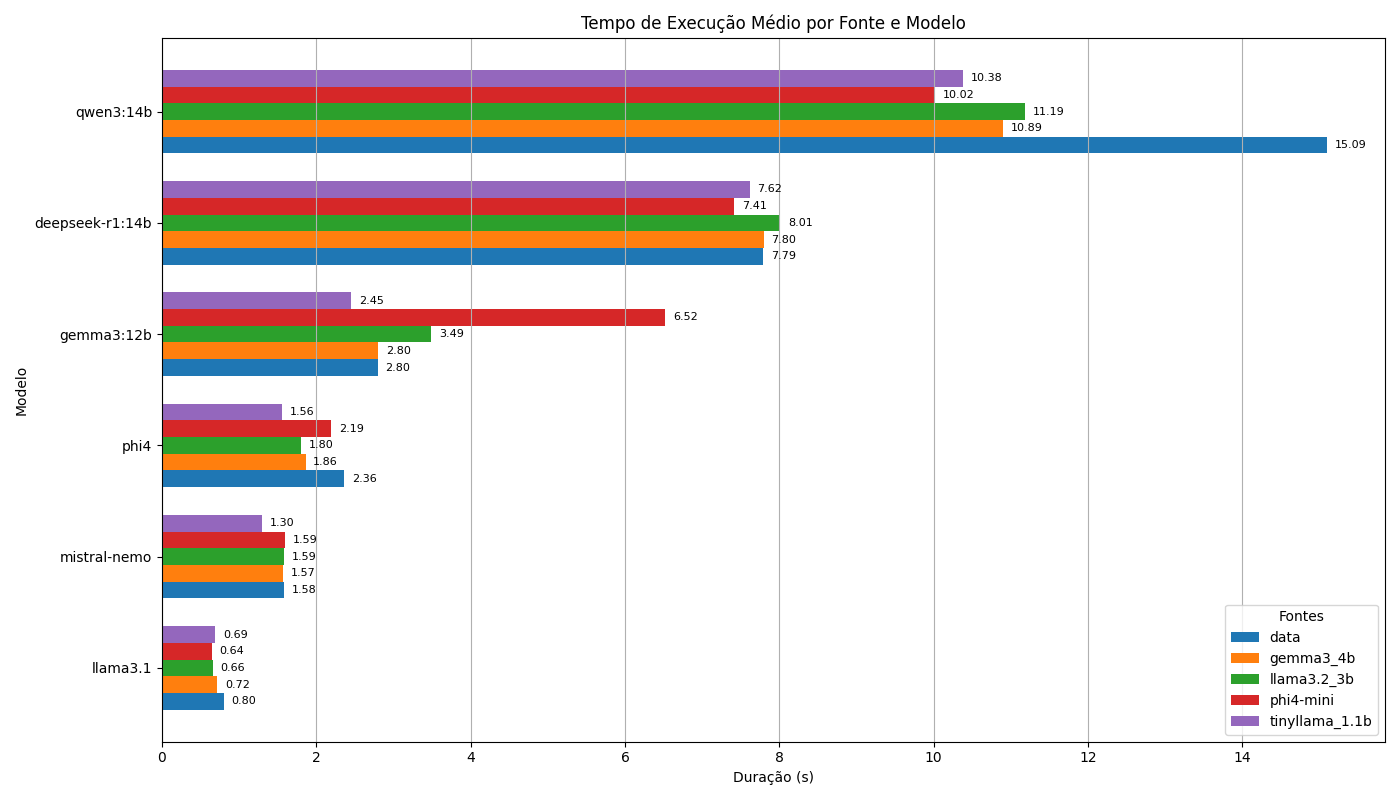 Tempo de Execução Médio por Fonte e Modelo
Modelo
qwen3:14b
10.38
10.02
11.19
10.89
15.09
deepseek-r1:14b
7.62
7.41
8.01
7.80
7.79
gemma3:12b
2.45
6.52
3.49
2.80
2.80
phi4
1.56
2.19
1.80
1.86
2.36
mistral-nemo
1.30
1.59
1.59
1.57
1.58
llama3.1
0.69
0.64
0.66
0.72
0.80
Fontes
data
gemma3_4b
llama3.2_3b
phi4-mini
tinyllama_1.1b
0 2 4 6 8 10 12 14
Duração (s)